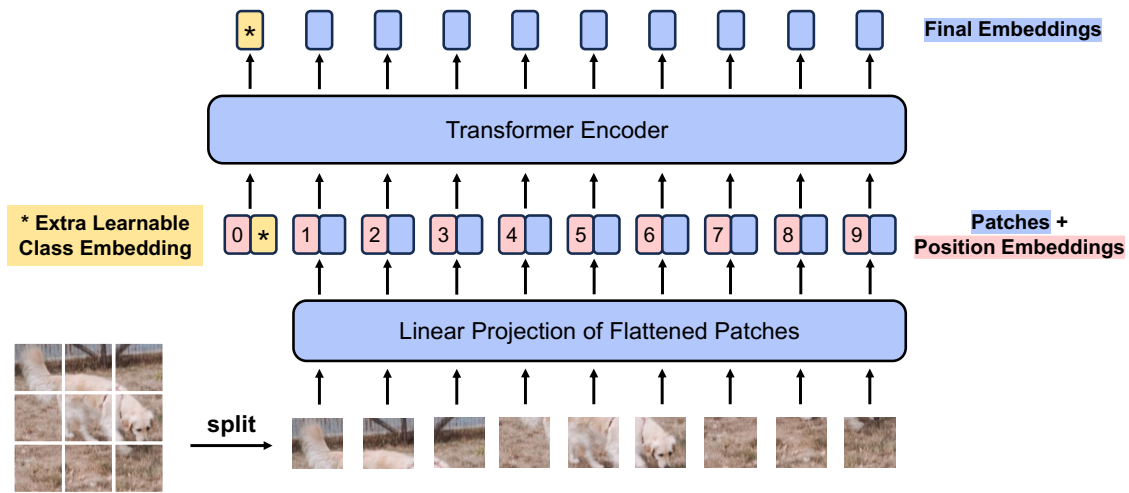 *
Final Embeddings
Transformer Encoder
* Extra Learnable
Class Embedding
0 * 1 2 3 4 5 6 7 8 9
Patches +
Position Embeddings
Linear Projection of Flattened Patches
split